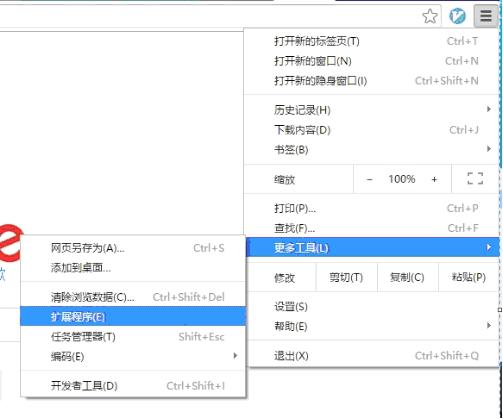 打开新的标签页(T) Ctrl+T
打开新的窗口(N) Ctrl+N
打开新的隐身窗口(I) Ctrl+Shift+N
历史记录(H)
下载内容(D) Ctrl+J
书签(B)
缩放 − 100% +
打印(P)... Ctrl+P
查找(F)... Ctrl+F
更多工具(L)
修改 剪切(T) 复制(C) 粘贴(P)
设置(S)
帮助(E)
退出(X) Ctrl+Shift+Q
网页另存为(A)... Ctrl+S
添加到桌面...
清除浏览数据(C)... Ctrl+Shift+Del
扩展程序(E)
任务管理器(T) Shift+Esc
编码(E)
开发者工具(D) Ctrl+Shift+I